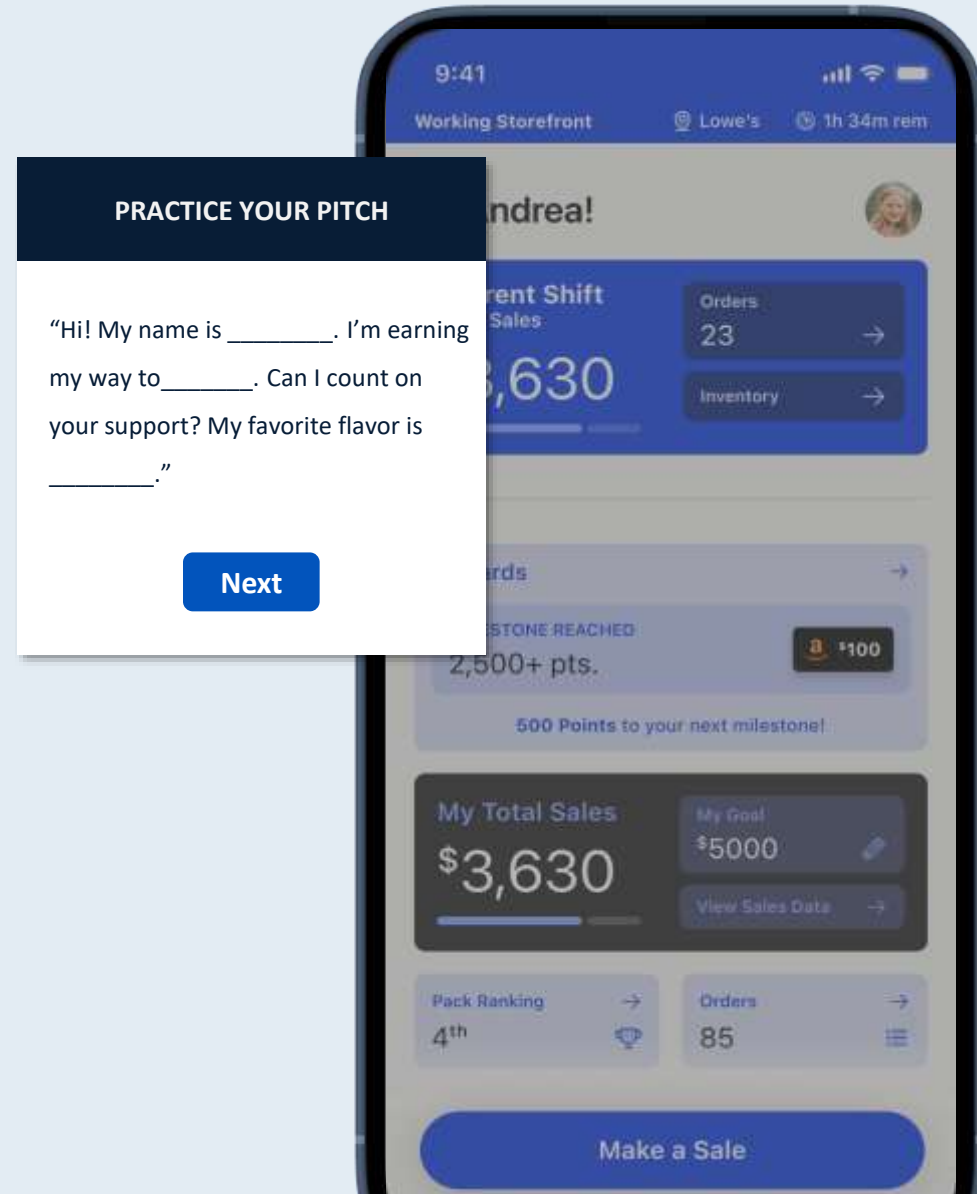 9:41
Working Storefront Lowe's 1h 34m rem
PRACTICE YOUR PITCH
ndrea!
“Hi! My name is ________. I’m earning
my way to_______. Can I count on
your support? My favorite flavor is
________.”
Next
rent Shift
Sales
,630
Orders
23
Inventory
rds
STONE REACHED
2,500+ pts.
a $100
500 Points to your next milestone!
My Total Sales
$3,630
My Goal
$5000
View Sales Data
Pack Ranking
4th
Orders
85
Make a Sale